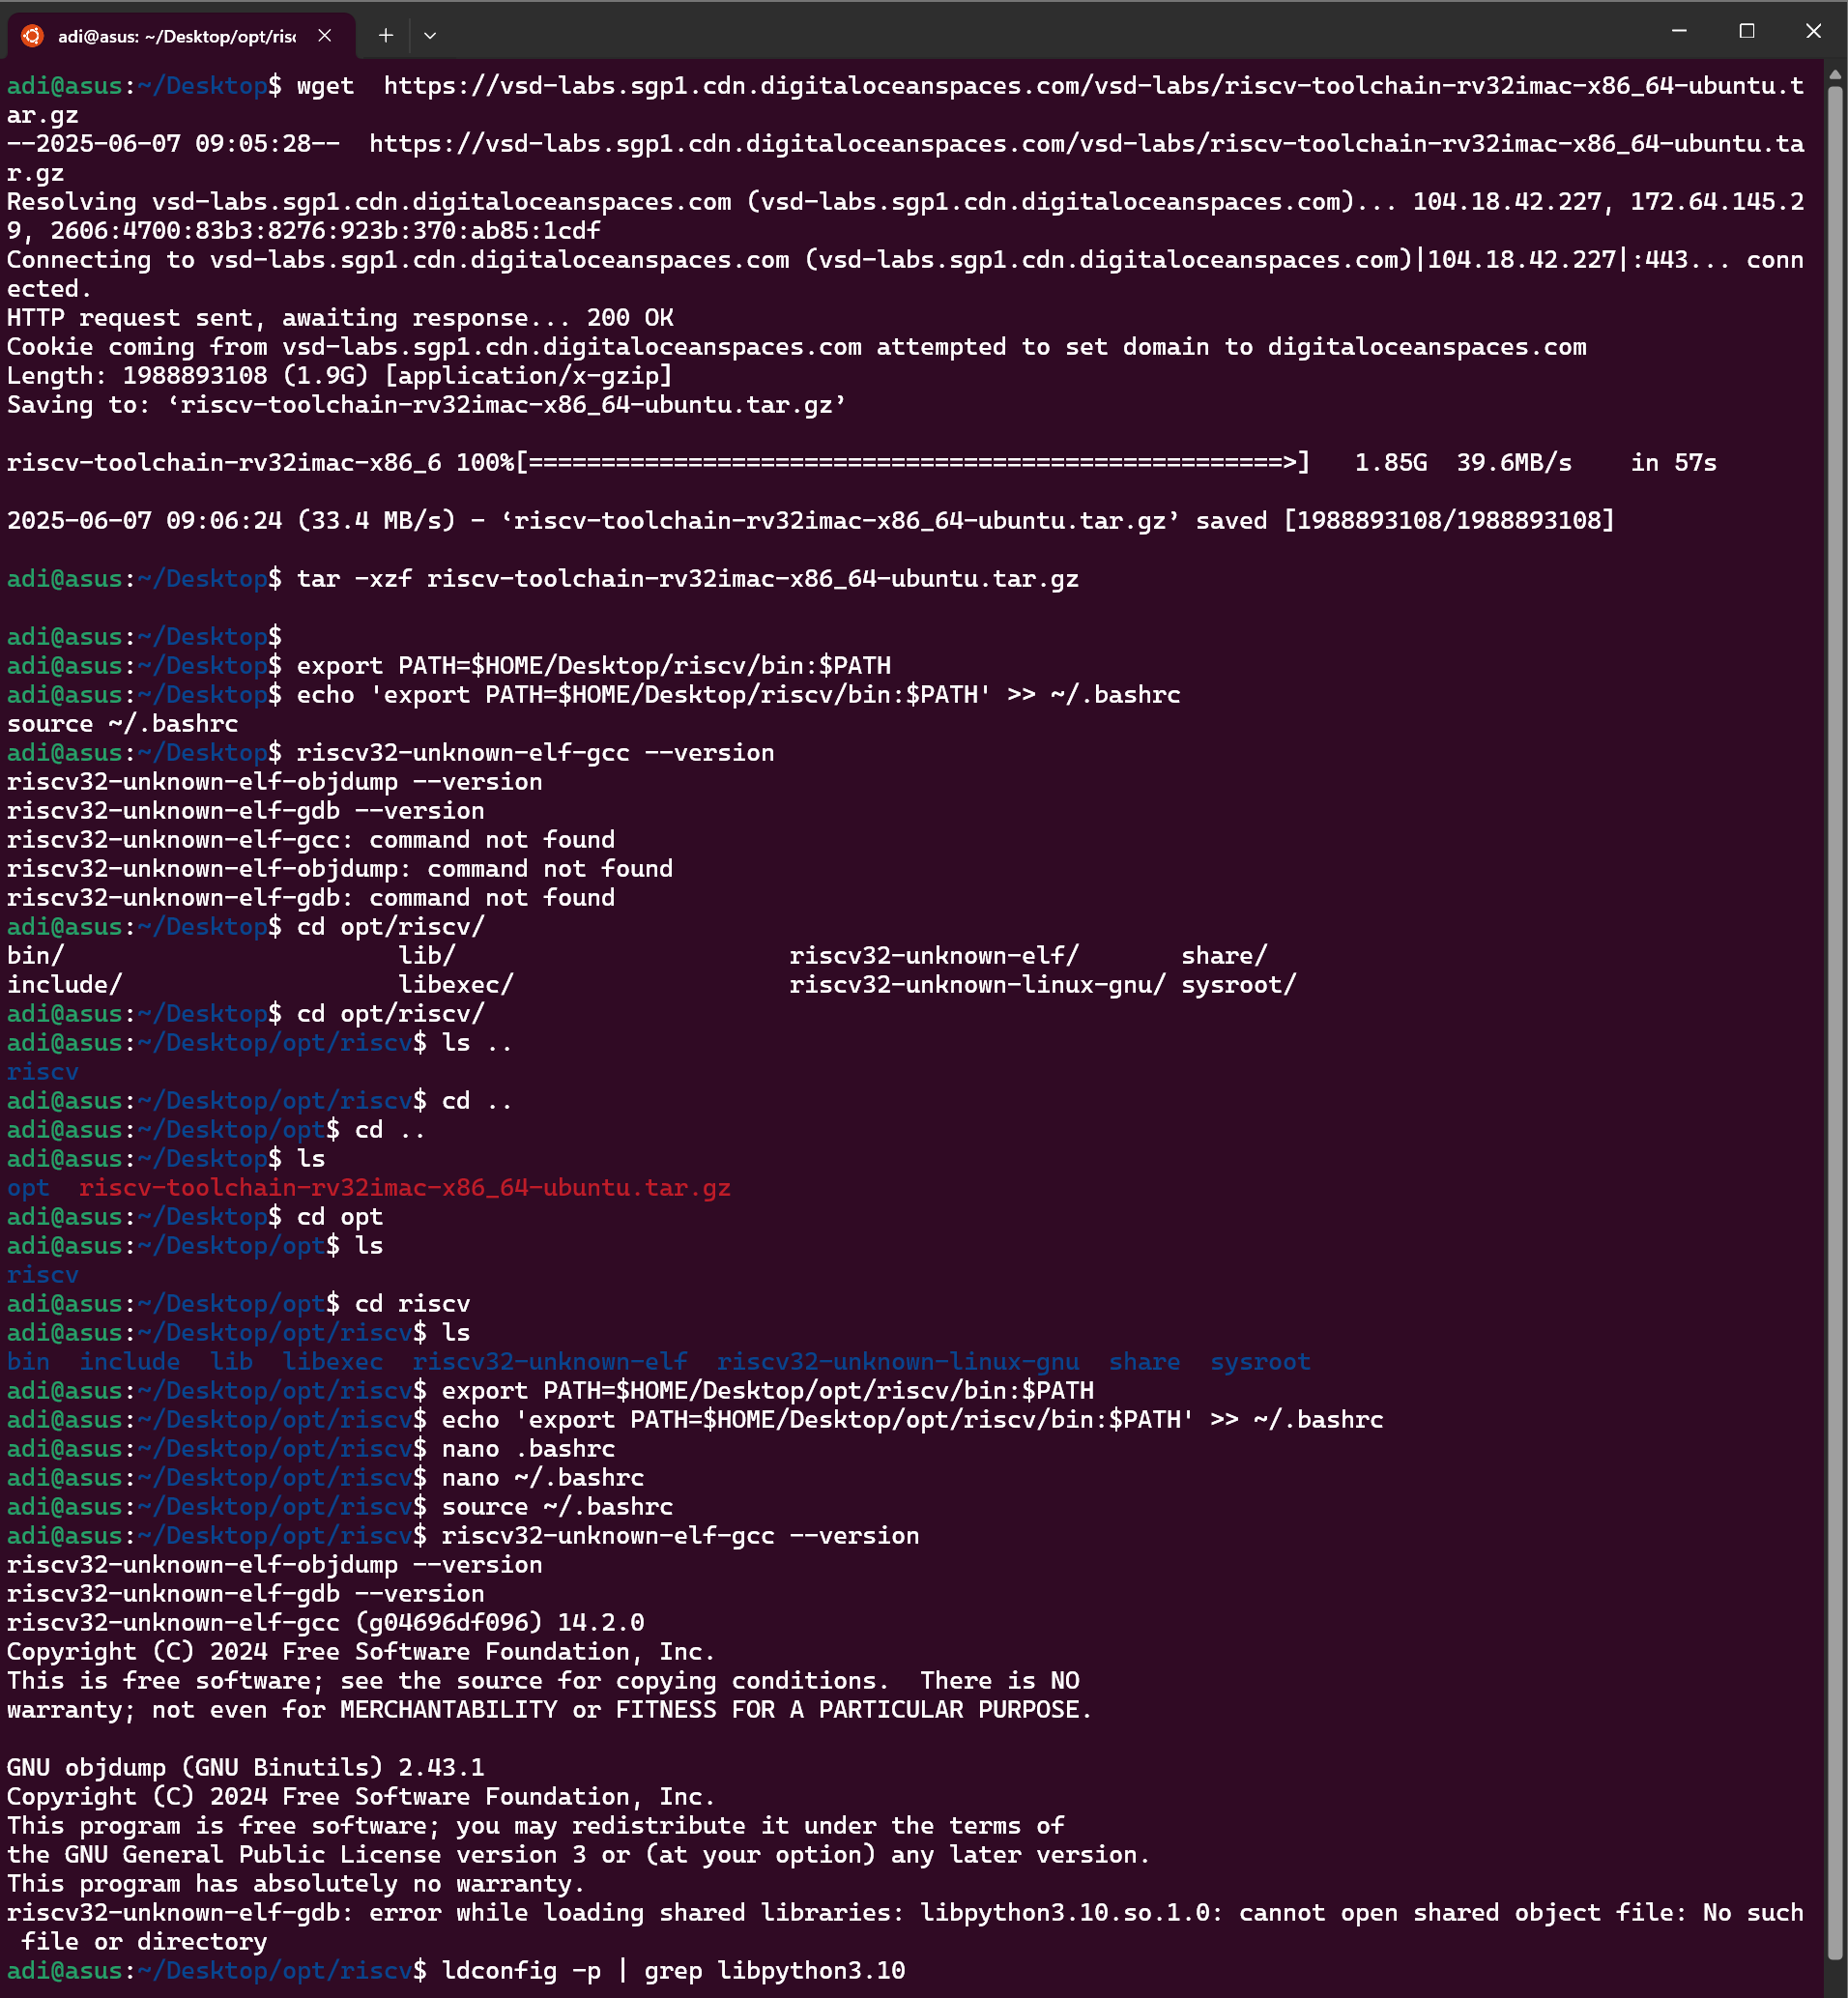 adi@asus: ~/Desktop/opt/risc
adi@asus:~/Desktop$ wget  https://vsd-labs.sgp1.cdn.digitaloceanspaces.com/vsd-labs/riscv-toolchain-rv32imac-x86_64-ubuntu.t
ar.gz
--2025-06-07 09:05:28--  https://vsd-labs.sgp1.cdn.digitaloceanspaces.com/vsd-labs/riscv-toolchain-rv32imac-x86_64-ubuntu.ta
r.gz
Resolving vsd-labs.sgp1.cdn.digitaloceanspaces.com (vsd-labs.sgp1.cdn.digitaloceanspaces.com)... 104.18.42.227, 172.64.145.2
9, 2606:4700:83b3:8276:923b:370:ab85:1cdf
Connecting to vsd-labs.sgp1.cdn.digitaloceanspaces.com (vsd-labs.sgp1.cdn.digitaloceanspaces.com)|104.18.42.227|:443... conn
ected.
HTTP request sent, awaiting response... 200 OK
Cookie coming from vsd-labs.sgp1.cdn.digitaloceanspaces.com attempted to set domain to digitaloceanspaces.com
Length: 1988893108 (1.9G) [application/x-gzip]
Saving to: ‘riscv-toolchain-rv32imac-x86_64-ubuntu.tar.gz’
riscv-toolchain-rv32imac-x86_6 100%[====================================================>]   1.85G  39.6MB/s    in 57s
2025-06-07 09:06:24 (33.4 MB/s) - ‘riscv-toolchain-rv32imac-x86_64-ubuntu.tar.gz’ saved [1988893108/1988893108]
adi@asus:~/Desktop$ tar -xzf riscv-toolchain-rv32imac-x86_64-ubuntu.tar.gz
adi@asus:~/Desktop$
adi@asus:~/Desktop$ export PATH=$HOME/Desktop/riscv/bin:$PATH
adi@asus:~/Desktop$ echo 'export PATH=$HOME/Desktop/riscv/bin:$PATH' >> ~/.bashrc
source ~/.bashrc
adi@asus:~/Desktop$ riscv32-unknown-elf-gcc --version
riscv32-unknown-elf-objdump --version
riscv32-unknown-elf-gdb --version
riscv32-unknown-elf-gcc: command not found
riscv32-unknown-elf-objdump: command not found
riscv32-unknown-elf-gdb: command not found
adi@asus:~/Desktop$ cd opt/riscv/
bin/                       lib/                       riscv32-unknown-elf/       share/
include/                   libexec/                   riscv32-unknown-linux-gnu/ sysroot/
adi@asus:~/Desktop$ cd opt/riscv/
adi@asus:~/Desktop/opt/riscv$ ls ..
riscv
adi@asus:~/Desktop/opt/riscv$ cd ..
adi@asus:~/Desktop/opt$ cd ..
adi@asus:~/Desktop$ ls
opt  riscv-toolchain-rv32imac-x86_64-ubuntu.tar.gz
adi@asus:~/Desktop$ cd opt
adi@asus:~/Desktop/opt$ ls
riscv
adi@asus:~/Desktop/opt$ cd riscv
adi@asus:~/Desktop/opt/riscv$ ls
bin  include  lib  libexec  riscv32-unknown-elf  riscv32-unknown-linux-gnu  share  sysroot
adi@asus:~/Desktop/opt/riscv$ export PATH=$HOME/Desktop/opt/riscv/bin:$PATH
adi@asus:~/Desktop/opt/riscv$ echo 'export PATH=$HOME/Desktop/opt/riscv/bin:$PATH' >> ~/.bashrc
adi@asus:~/Desktop/opt/riscv$ nano .bashrc
adi@asus:~/Desktop/opt/riscv$ nano ~/.bashrc
adi@asus:~/Desktop/opt/riscv$ source ~/.bashrc
adi@asus:~/Desktop/opt/riscv$ riscv32-unknown-elf-gcc --version
riscv32-unknown-elf-objdump --version
riscv32-unknown-elf-gdb --version
riscv32-unknown-elf-gcc (g04696df096) 14.2.0
Copyright (C) 2024 Free Software Foundation, Inc.
This is free software; see the source for copying conditions.  There is NO
warranty; not even for MERCHANTABILITY or FITNESS FOR A PARTICULAR PURPOSE.
GNU objdump (GNU Binutils) 2.43.1
Copyright (C) 2024 Free Software Foundation, Inc.
This program is free software; you may redistribute it under the terms of
the GNU General Public License version 3 or (at your option) any later version.
This program has absolutely no warranty.
riscv32-unknown-elf-gdb: error while loading shared libraries: libpython3.10.so.1.0: cannot open shared object file: No such
 file or directory
adi@asus:~/Desktop/opt/riscv$ ldconfig -p | grep libpython3.10